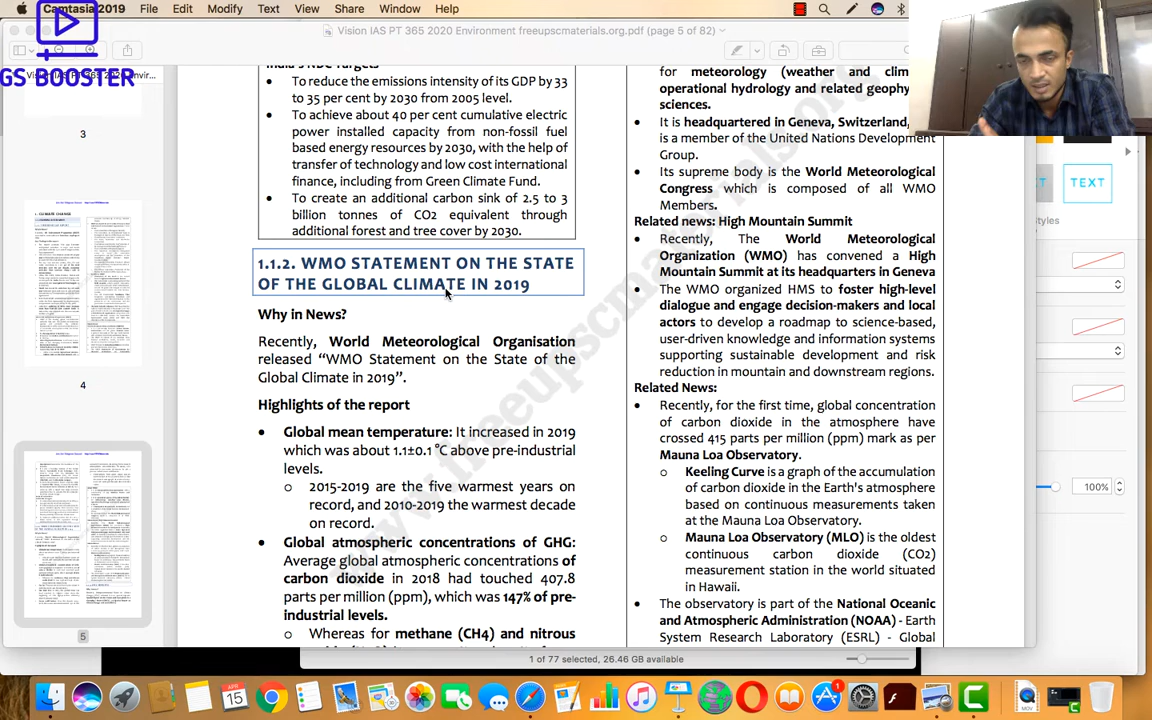 Camtasia 2019 File Edit Modify Text View Share Window Help
GS BOOSTER
Vision IAS PT 365 2020 Environment freeupscmaterials.org.pdf (page 5 of 82)
Vision IAS PT 365 2020 Envir...
3
4
5
India's NDC Targets
• To reduce the emissions intensity of its GDP by 33
to 35 per cent by 2030 from 2005 level.
• To achieve about 40 per cent cumulative electric
power installed capacity from non-fossil fuel
based energy resources by 2030, with the help of
transfer of technology and low cost international
finance, including from Green Climate Fund.
• To create an additional carbon sink of 2.5 to 3
billion tonnes of CO2 equivalent through
additional forest and tree cover by 2030.
1.1.2. WMO STATEMENT ON THE STATE
OF THE GLOBAL CLIMATE IN 2019
Why in News?
Recently, World Meteorological Organisation
released “WMO Statement on the State of the
Global Climate in 2019”.
Highlights of the report
• Global mean temperature: It increased in 2019
which was about 1.1±0.1 °C above pre-industrial
levels.
o 2015-2019 are the five warmest years on
record, and 2010-2019 the warmest decade
on record.
• Global atmospheric concentrations of GHG:
Average global atmospheric concentrations of
carbon dioxide in 2018 had touched 407.8
parts per million (ppm), which was 147% of pre-
industrial levels.
o Whereas for methane (CH4) and nitrous
for meteorology (weather and clim
operational hydrology and related geophy
sciences.
• It is headquartered in Geneva, Switzerland,
is a member of the United Nations Development
Group.
• Its supreme body is the World Meteorological
Congress which is composed of all WMO
Members.
Related news: High Mountain Summit
• Recently, The World Meteorological
Organization (WMO) has convened a High
Mountain Summit at its headquarters in Geneva
• The WMO organized HMS to foster high-level
dialogue and engage decision-makers and local
actors to develop a roadmap to science-based,
user-driven knowledge and information systems
supporting sustainable development and risk
reduction in mountain and downstream regions.
Related News:
• Recently, for the first time, global concentration
of carbon dioxide in the atmosphere have
crossed 415 parts per million (ppm) mark as per
Mauna Loa Observatory.
o Keeling Curve is a graph of the accumulation
of carbon dioxide in the Earth's atmosphere
based on continuous measurements taken
at the Mauna Loa Observatory.
o Mauna Loa Observatory (MLO) is the oldest
continuous carbon dioxide (CO2)
measurement station in the world situated
in Hawaii.
• The observatory is part of the National Oceanic
and Atmospheric Administration (NOAA) - Earth
System Research Laboratory (ESRL) - Global
TEXT
100%
1 of 77 selected, 26.46 GB available
APR
15